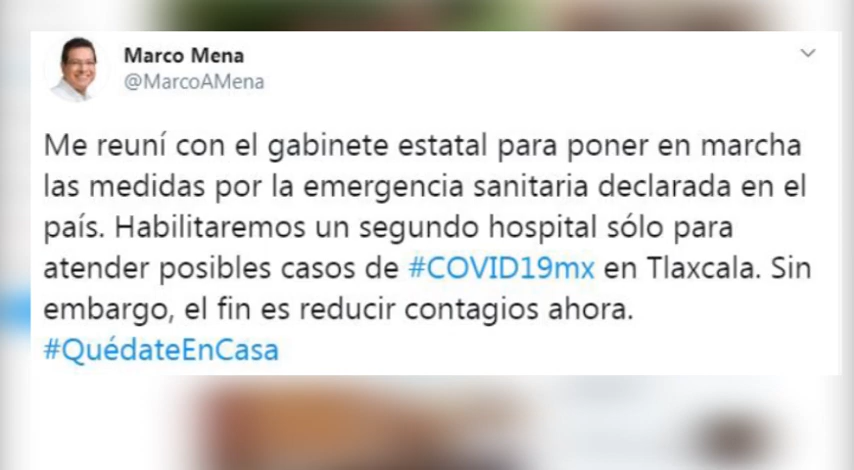 Marco Mena
@MarcoAMena
Me reuní con el gabinete estatal para poner en marcha
las medidas por la emergencia sanitaria declarada en el
país. Habilitaremos un segundo hospital sólo para
atender posibles casos de #COVID19mx en Tlaxcala. Sin
embargo, el fin es reducir contagios ahora.
#QuédateEnCasa